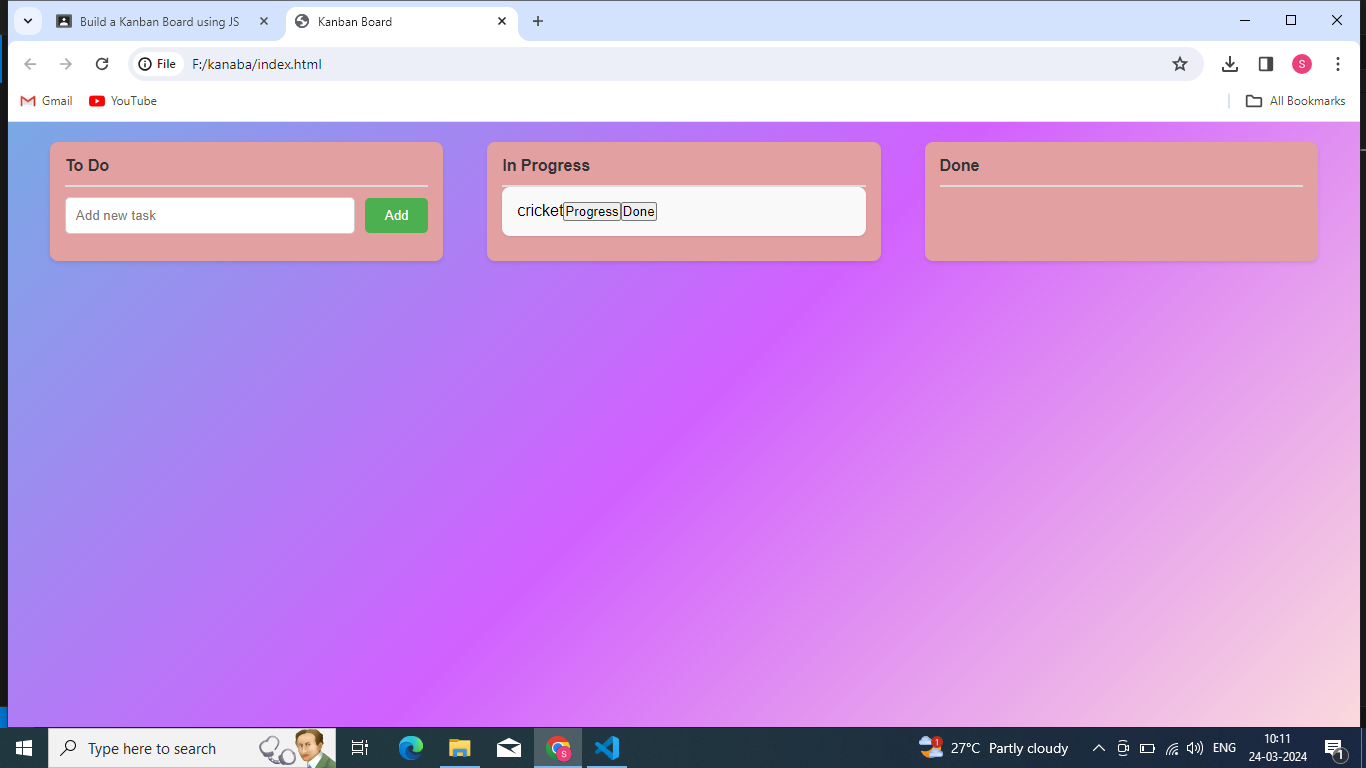 Build a Kanban Board using JS
Kanban Board
File
F:/kanaba/index.html
S
Gmail
YouTube
All Bookmarks
To Do
Add new task
Add
In Progress
cricket
Progress
Done
Done
Type here to search
S
1
27°C Partly cloudy
ENG
10:11
24-03-2024
1